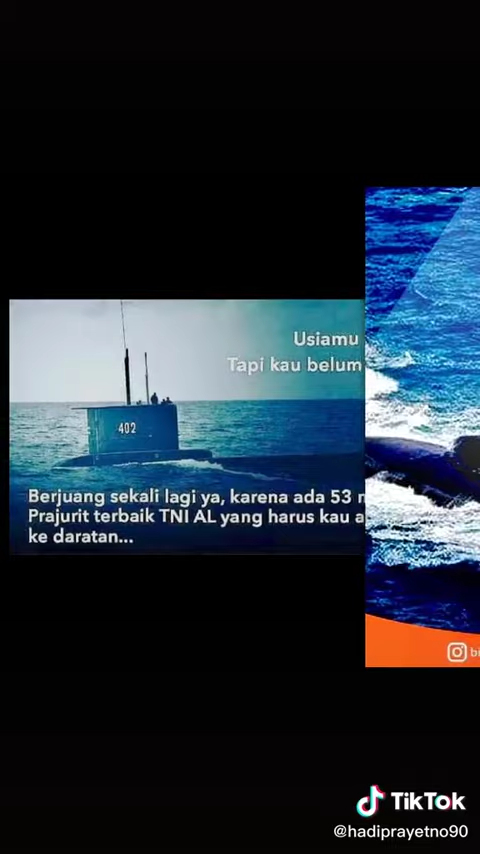 Usiamu
Tapi kau belum
402
Berjuang sekali lagi ya, karena ada 53
Prajurit terbaik TNI AL yang harus kau
ke daratan...
TikTok
@hadiprayetno90